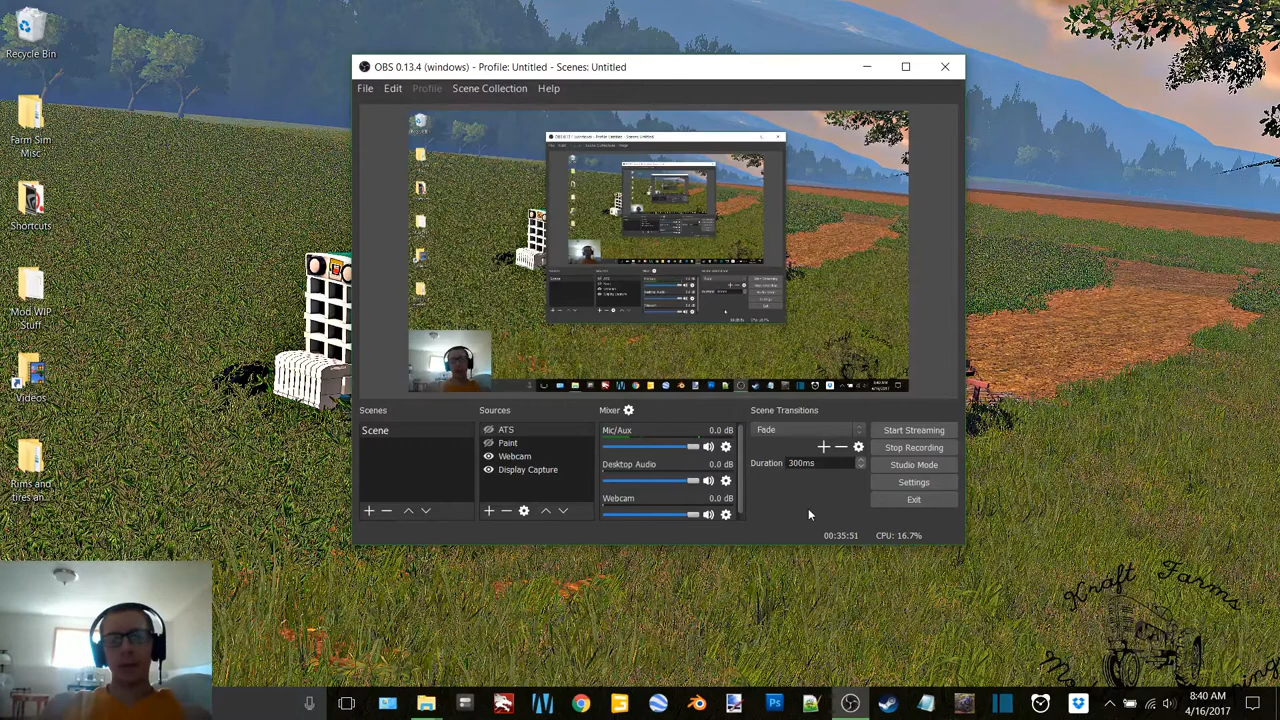 Recycle Bin
Farm Sim
Misc
Shortcuts
Mod WIP
Stuff
Videos
Rims and
tires an...
OBS 0.13.4 (windows) - Profile: Untitled - Scenes: Untitled
File Edit Profile Scene Collection Help
Scenes
Scene
Sources
ATS
Paint
Webcam
Display Capture
Mixer
Mic/Aux 0.0 dB
Desktop Audio 0.0 dB
Webcam 0.0 dB
Scene Transitions
Fade
Duration 300ms
Start Streaming
Stop Recording
Studio Mode
Settings
Exit
00:35:51 CPU: 16.7%
Kraft Farms
8:40 AM
4/16/2017